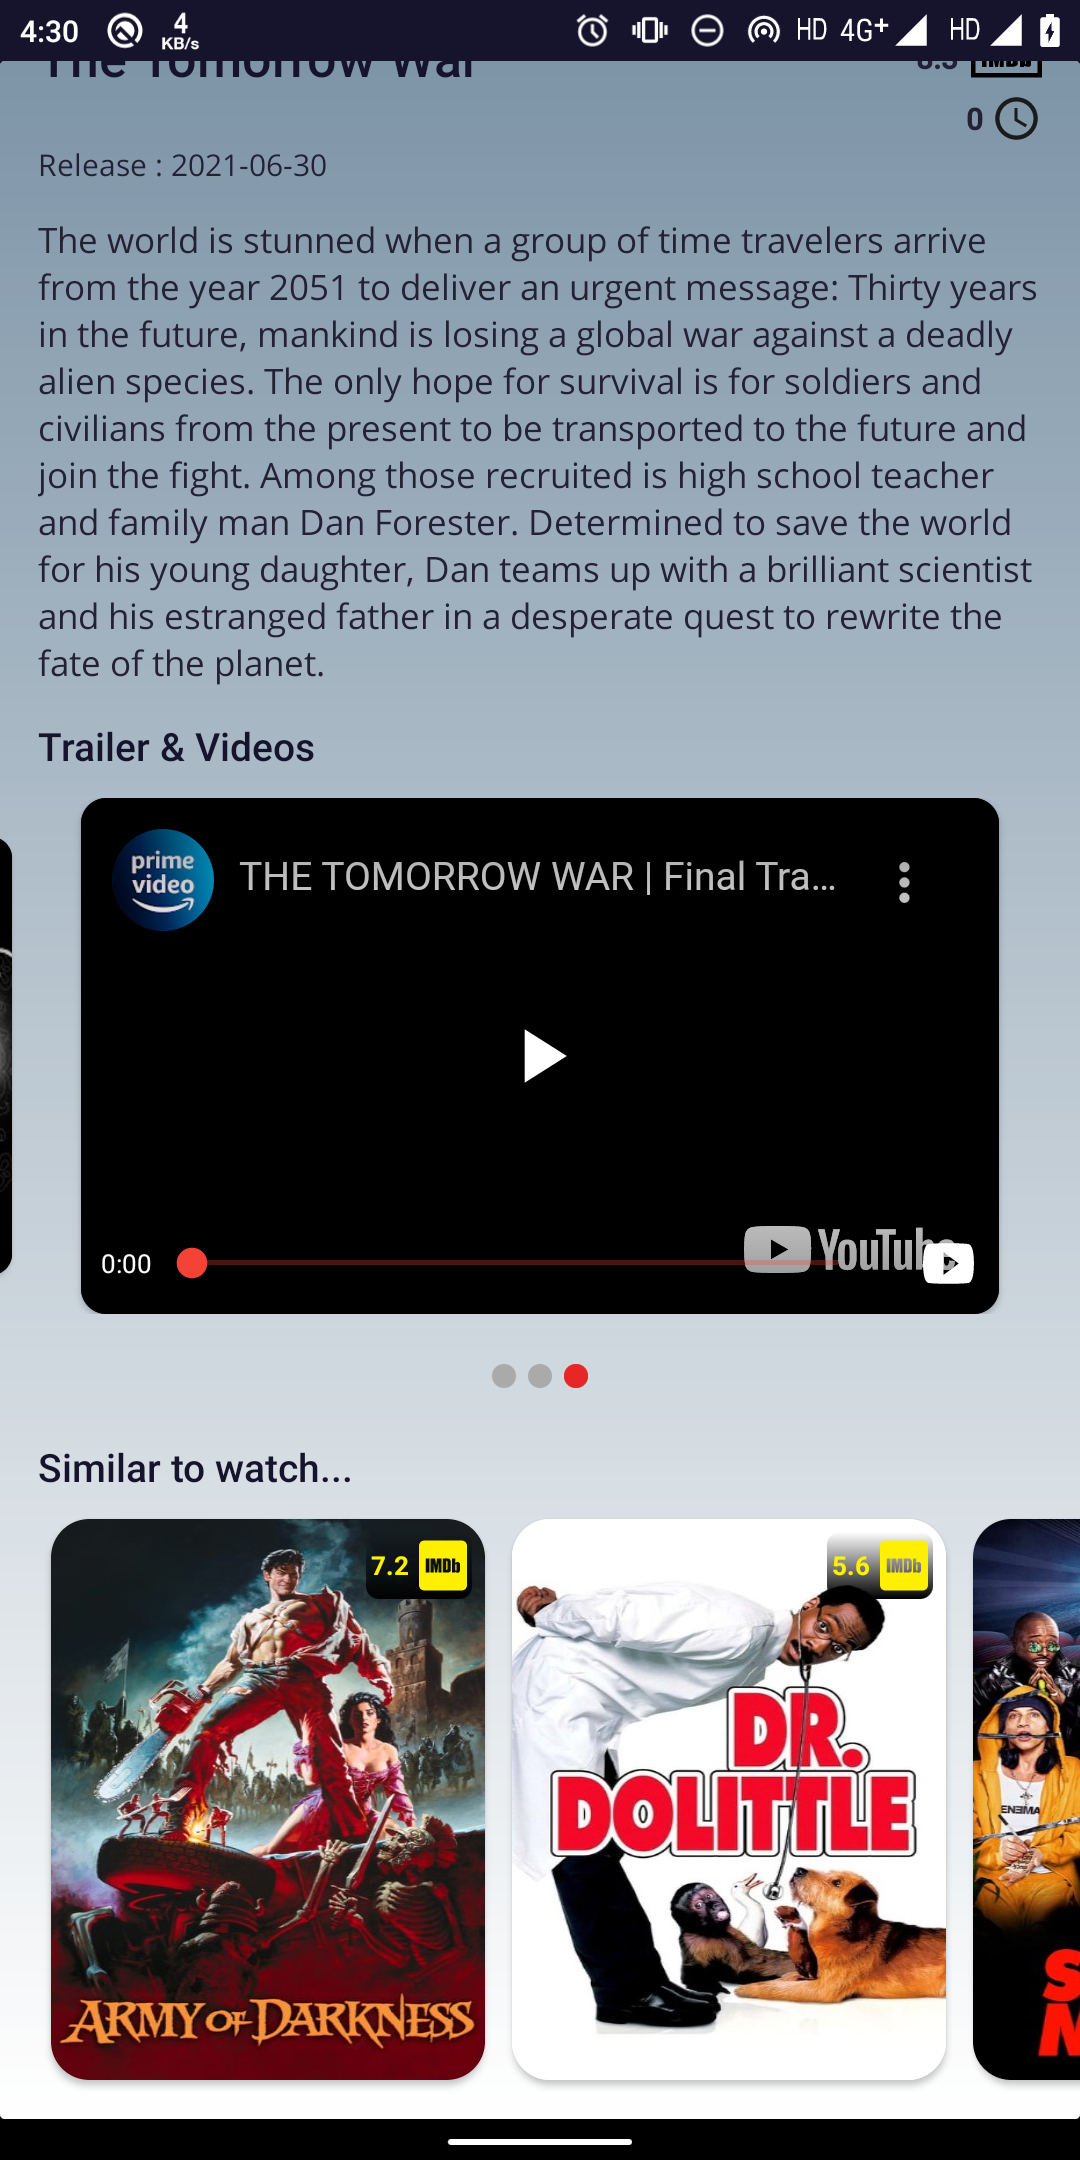 4:30
4
KB/s
HD 4G+ HD
The Tomorrow War
IMDb
0
Release : 2021-06-30
The world is stunned when a group of time travelers arrive
from the year 2051 to deliver an urgent message: Thirty years
in the future, mankind is losing a global war against a deadly
alien species. The only hope for survival is for soldiers and
civilians from the present to be transported to the future and
join the fight. Among those recruited is high school teacher
and family man Dan Forester. Determined to save the world
for his young daughter, Dan teams up with a brilliant scientist
and his estranged father in a desperate quest to rewrite the
fate of the planet.
Trailer & Videos
prime
video
THE TOMORROW WAR | Final Tra...
0:00
YouTube
Similar to watch...
7.2 IMDb
ARMY OF DARKNESS
5.6 IMDb
DR.
DOLITTLE